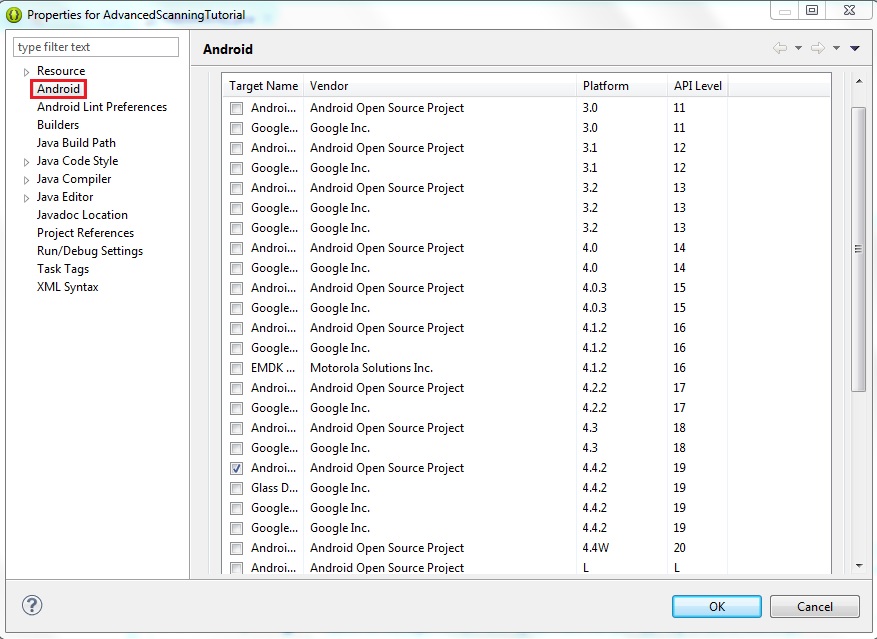 Properties for AdvancedScanningTutorial
type filter text
Resource
Android
Android Lint Preferences
Builders
Java Build Path
Java Code Style
Java Compiler
Java Editor
Javadoc Location
Project References
Run/Debug Settings
Task Tags
XML Syntax
Android
Target Name Vendor Platform API Level
Androi... Android Open Source Project 3.0 11
Google... Google Inc. 3.0 11
Androi... Android Open Source Project 3.1 12
Google... Google Inc. 3.1 12
Androi... Android Open Source Project 3.2 13
Google... Google Inc. 3.2 13
Google... Google Inc. 3.2 13
Androi... Android Open Source Project 4.0 14
Google... Google Inc. 4.0 14
Androi... Android Open Source Project 4.0.3 15
Google... Google Inc. 4.0.3 15
Androi... Android Open Source Project 4.1.2 16
Google... Google Inc. 4.1.2 16
EMDK ... Motorola Solutions Inc. 4.1.2 16
Androi... Android Open Source Project 4.2.2 17
Google... Google Inc. 4.2.2 17
Androi... Android Open Source Project 4.3 18
Google... Google Inc. 4.3 18
Androi... Android Open Source Project 4.4.2 19
Glass D... Google Inc. 4.4.2 19
Google... Google Inc. 4.4.2 19
Google... Google Inc. 4.4.2 19
Androi... Android Open Source Project 4.4W 20
Androi... Android Open Source Project L L
?
OK Cancel